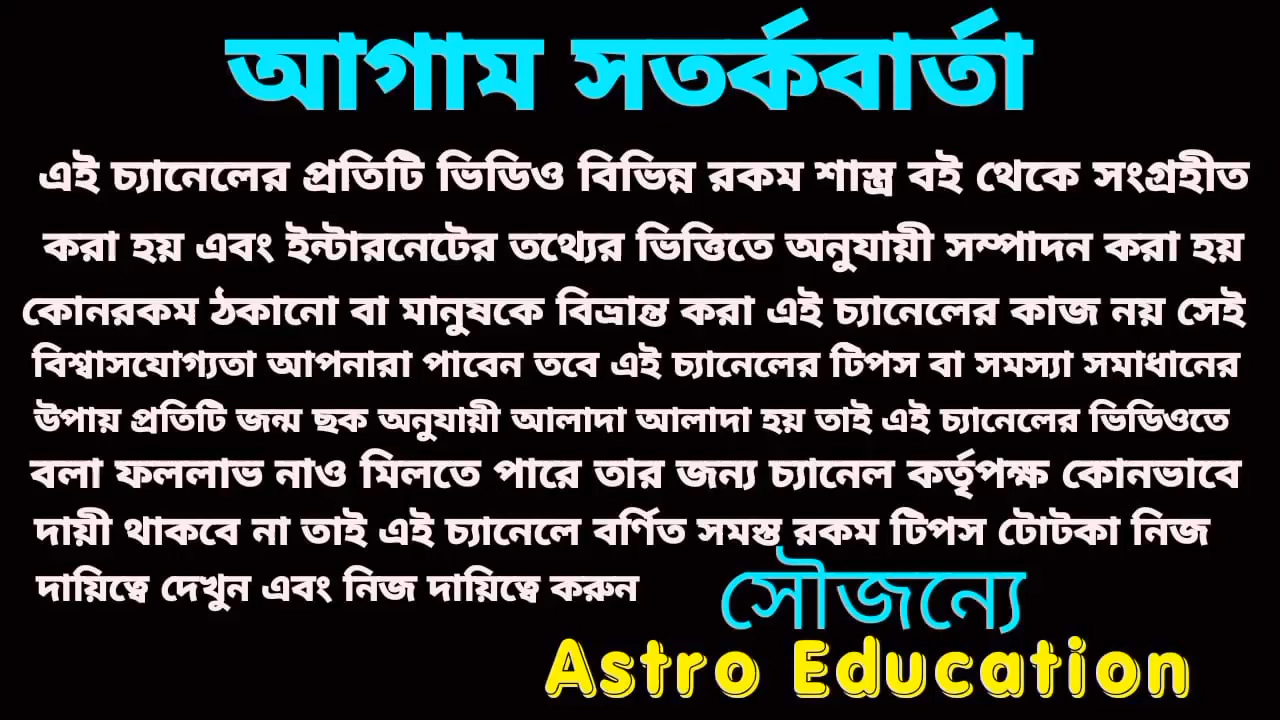 আগাম সতর্কবার্তা
এই চ্যানেলের প্রতিটি ভিডিও বিভিন্ন রকম শাস্ত্র বই থেকে সংগ্রহীত
করা হয় এবং ইন্টারনেটের তথ্যের ভিত্তিতে অনুযায়ী সম্পাদন করা হয়
কোনরকম ঠকানো বা মানুষকে বিভ্রান্ত করা এই চ্যানেলের কাজ নয় সেই
বিশ্বাসযোগ্যতা আপনারা পাবেন তবে এই চ্যানেলের টিপস বা সমস্যা সমাধানের
উপায় প্রতিটি জন্ম ছক অনুযায়ী আলাদা আলাদা হয় তাই এই চ্যানেলের ভিডিওতে
বলা ফললাভ নাও মিলতে পারে তার জন্য চ্যানেল কর্তৃপক্ষ কোনভাবে
দায়ী থাকবে না তাই এই চ্যানেলে বর্ণিত সমস্ত রকম টিপস টোটকা নিজ
দায়িত্বে দেখুন এবং নিজ দায়িত্বে করুন
সৌজন্যে
Astro Education